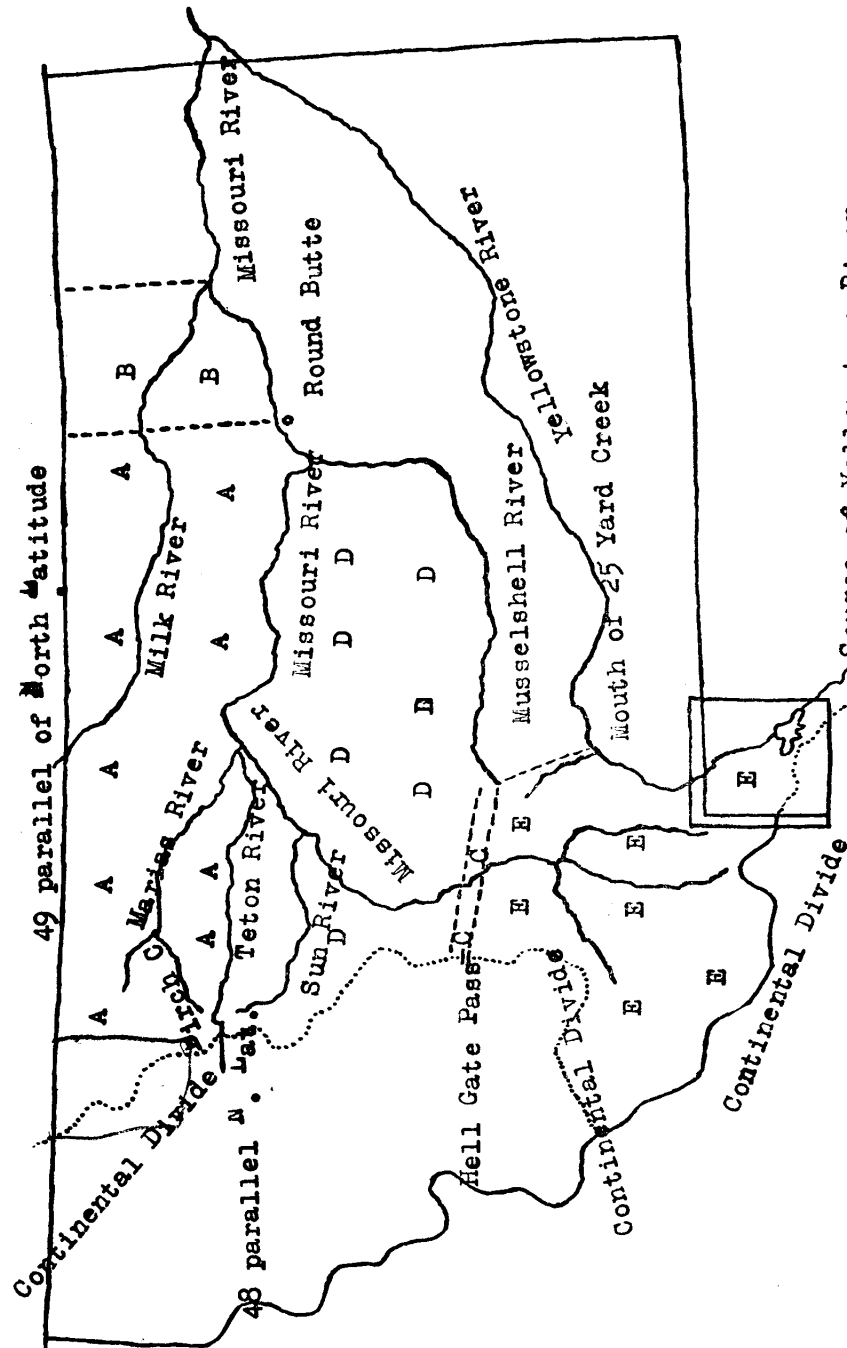 49 parallel of North Latitude
Continental Divide
48 parallel N. Lat.
Birch C
Marias River
Teton River
Sun River
Milk River
Missouri River
Missouri River
Missouri River
Round Butte
Musselshell River
Yellowstone River
Mouth of 25 Yard Creek
Hell Gate Pass
Continental Divide
Continental Divide
A A A A A
A A A A A
B
B
C C
D D D D
D D D
E E E E E E E